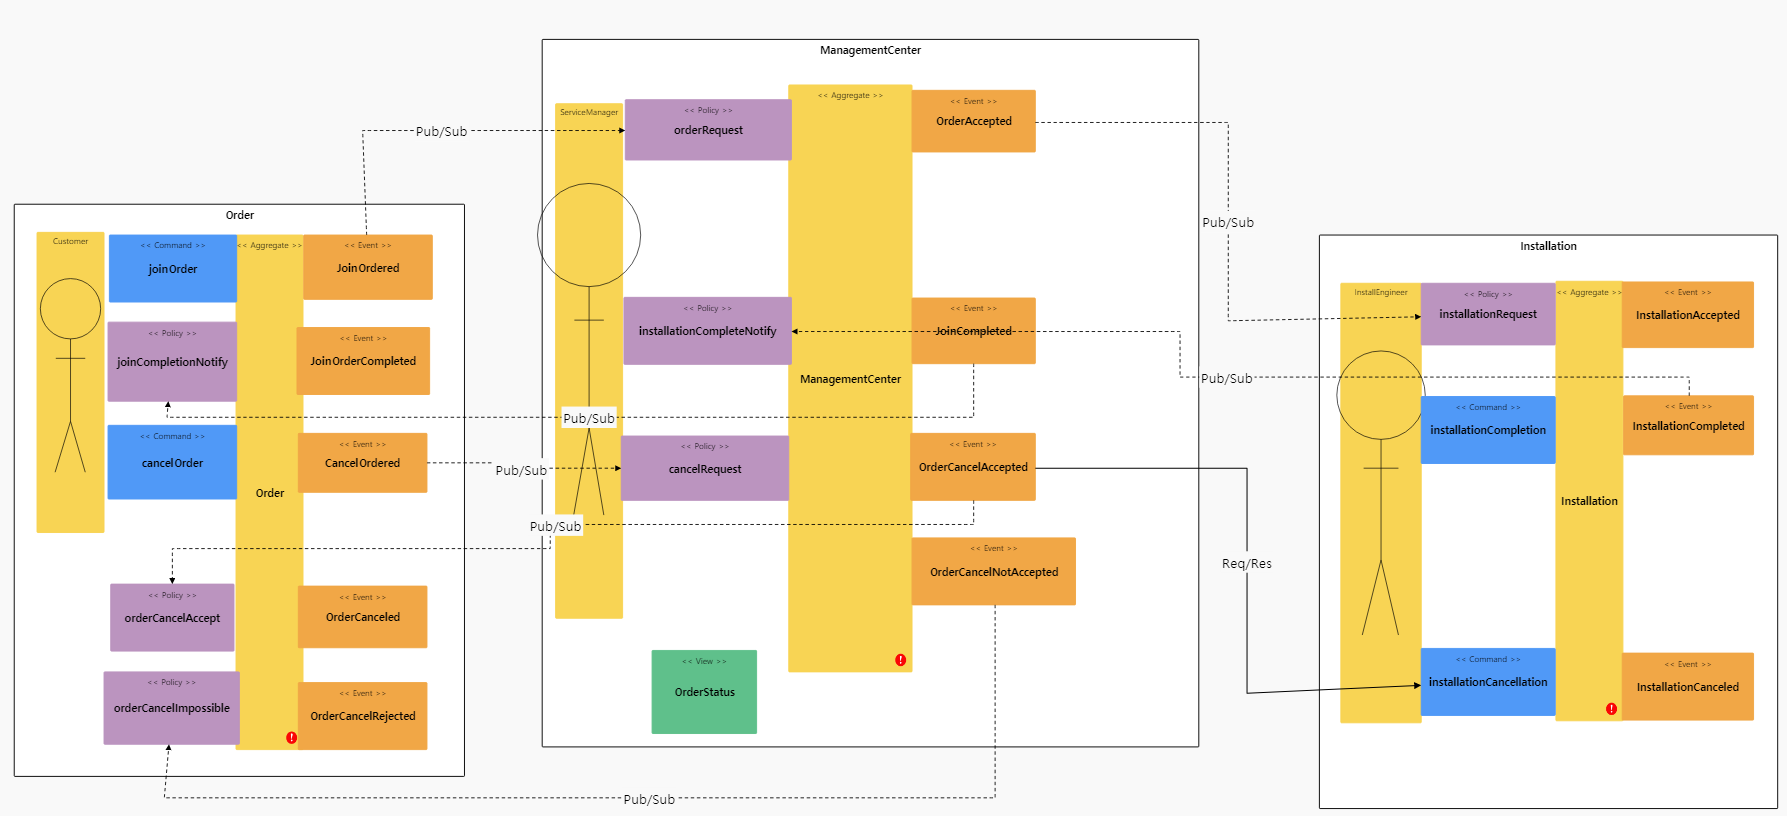 ManagementCenter
ServiceManager
<< Policy >>
orderRequest
<< Aggregate >>
<< Event >>
OrderAccepted
Pub/Sub
<< Policy >>
installationCompleteNotify
<< Event >>
JoinCompleted
ManagementCenter
Pub/Sub
<< Policy >>
cancelRequest
<< Event >>
OrderCancelAccepted
Pub/Sub
Pub/Sub
<< Event >>
OrderCancelNotAccepted
<< View >>
OrderStatus
!
Order
Customer
<< Command >>
joinOrder
<< Aggregate >>
<< Event >>
JoinOrdered
<< Policy >>
joinCompletionNotify
<< Event >>
JoinOrderCompleted
<< Command >>
cancelOrder
<< Event >>
CancelOrdered
Order
<< Policy >>
orderCancelAccept
<< Event >>
OrderCanceled
<< Policy >>
orderCancelImpossible
<< Event >>
OrderCancelRejected
!
Pub/Sub
Pub/Sub
Pub/Sub
Req/Res
Installation
InstallEngineer
<< Policy >>
installationRequest
<< Aggregate >>
<< Event >>
InstallationAccepted
<< Command >>
installationCompletion
<< Event >>
InstallationCompleted
Installation
<< Command >>
installationCancellation
<< Event >>
InstallationCanceled
!